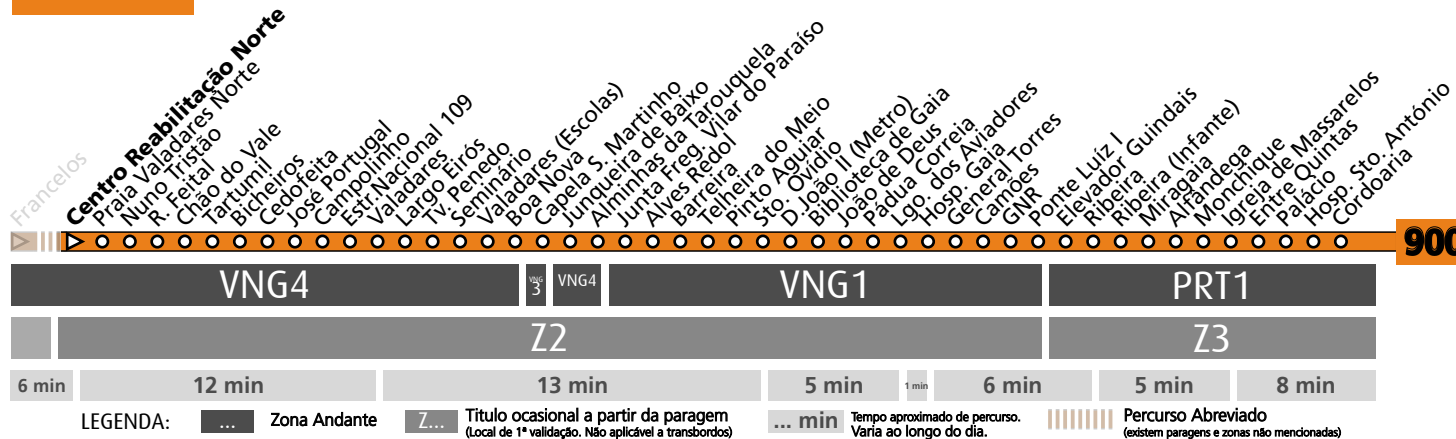 Francelos
Centro Reabilitação Norte
Praia Valadares Norte
Nuno Tristão
R. Feital
Chão do Vale
Tartumil
Bicheiros
Cedofeita
José Portugal
Campolinho
Estr.Nacional 109
Valadares
Largo Eirós
Tv. Penedo
Seminário
Valadares (Escolas)
Boa Nova
Capela S. Martinho
Junqueira de Baixo
Alminhas da Tarouquela
Junta Freg. Vilar do Paraíso
Alves Redol
Barreira
Telheira do Meio
Pinto Aguiar
Sto. Ovídio
D.João II (Metro)
Biblioteca de Gaia
João de Deus
Pádua Correia
Lgo. dos Aviadores
Hosp. Gaia
General Torres
Camões
GNR
Ponte Luíz I
Elevador Guindais
Ribeira
Ribeira (Infante)
Miragaia
Alfândega
Monchique
Igreja de Massarelos
Entre Quintas
Palácio
Hosp. Sto. António
Cordoaria
900
VNG4 VNG 3 VNG4 VNG1 PRT1
Z2 Z3
6 min 12 min 13 min 5 min 1 min 6 min 5 min 8 min
LEGENDA:
... Zona Andante
Z... Titulo ocasional a partir da paragem
(Local de 1ª validação. Não aplicável a transbordos)
... min Tempo aproximado de percurso.
Varia ao longo do dia.
Percurso Abreviado
(existem paragens e zonas não mencionadas)